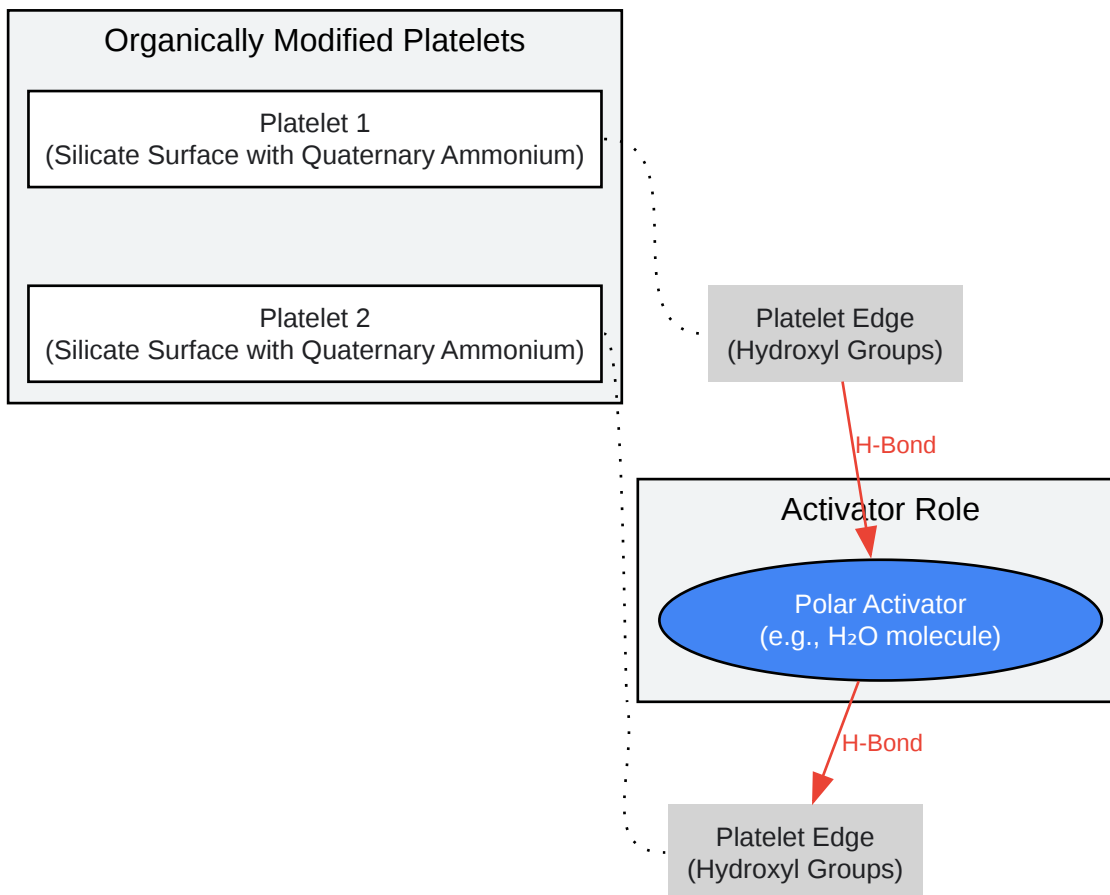 Organically Modified Platelets
Platelet 1
(Silicate Surface with Quaternary Ammonium)
Platelet 2
(Silicate Surface with Quaternary Ammonium)
Platelet Edge
(Hydroxyl Groups)
H-Bond
Activator Role
Polar Activator
(e.g., H₂O molecule)
H-Bond
Platelet Edge
(Hydroxyl Groups)